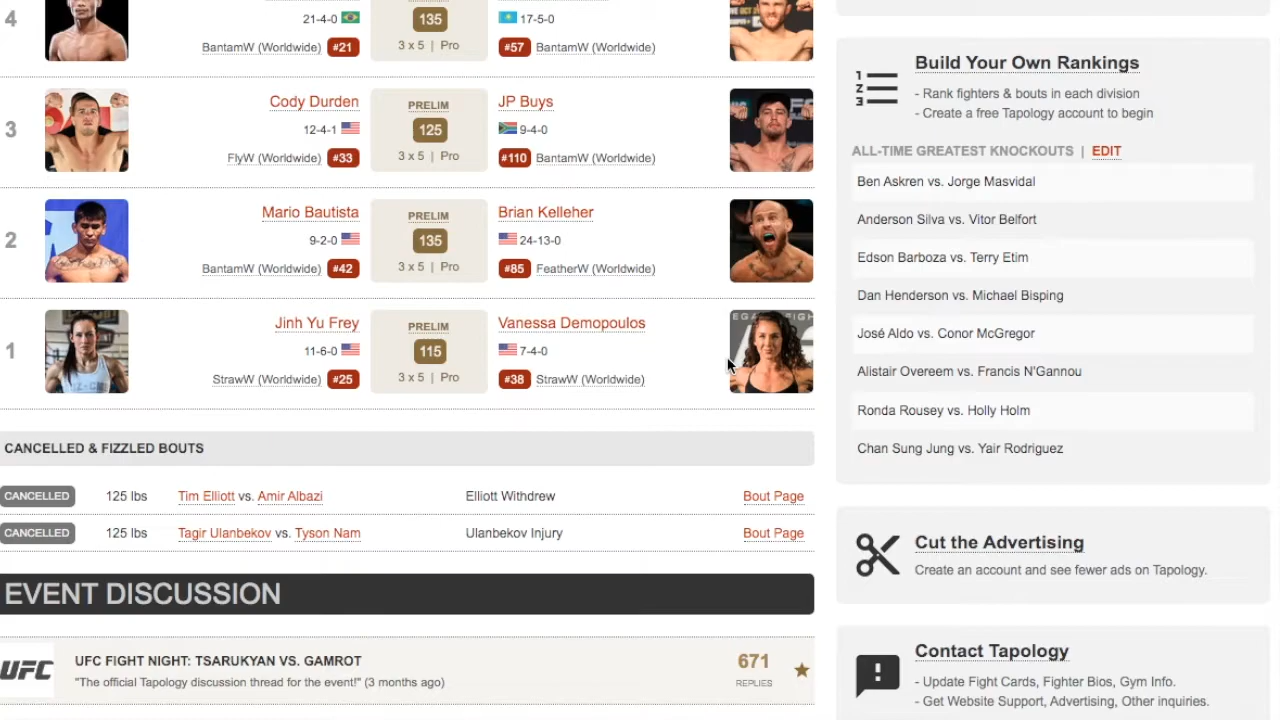 4
21-4-0
135
17-5-0
BantamW (Worldwide) #21
3 x 5 | Pro
#57 BantamW (Worldwide)
3
Cody Durden
PRELIM
JP Buys
12-4-1
125
9-4-0
FlyW (Worldwide) #33
3 x 5 | Pro
#110 BantamW (Worldwide)
2
Mario Bautista
PRELIM
Brian Kelleher
9-2-0
135
24-13-0
BantamW (Worldwide) #42
3 x 5 | Pro
#85 FeatherW (Worldwide)
1
Jinh Yu Frey
PRELIM
Vanessa Demopoulos
11-6-0
115
7-4-0
StrawW (Worldwide) #25
3 x 5 | Pro
#38 StrawW (Worldwide)
CANCELLED & FIZZLED BOUTS
CANCELLED 125 lbs Tim Elliott vs. Amir Albazi Elliott Withdrew Bout Page
CANCELLED 125 lbs Tagir Ulanbekov vs. Tyson Nam Ulanbekov Injury Bout Page
EVENT DISCUSSION
UFC
UFC FIGHT NIGHT: TSARUKYAN VS. GAMROT
"The official Tapology discussion thread for the event!" (3 months ago)
671
REPLIES
1
2
3
Build Your Own Rankings
- Rank fighters & bouts in each division
- Create a free Tapology account to begin
ALL-TIME GREATEST KNOCKOUTS | EDIT
Ben Askren vs. Jorge Masvidal
Anderson Silva vs. Vitor Belfort
Edson Barboza vs. Terry Etim
Dan Henderson vs. Michael Bisping
José Aldo vs. Conor McGregor
Alistair Overeem vs. Francis N'Gannou
Ronda Rousey vs. Holly Holm
Chan Sung Jung vs. Yair Rodriguez
Cut the Advertising
Create an account and see fewer ads on Tapology.
Contact Tapology
- Update Fight Cards, Fighter Bios, Gym Info.
- Get Website Support, Advertising, Other inquiries.